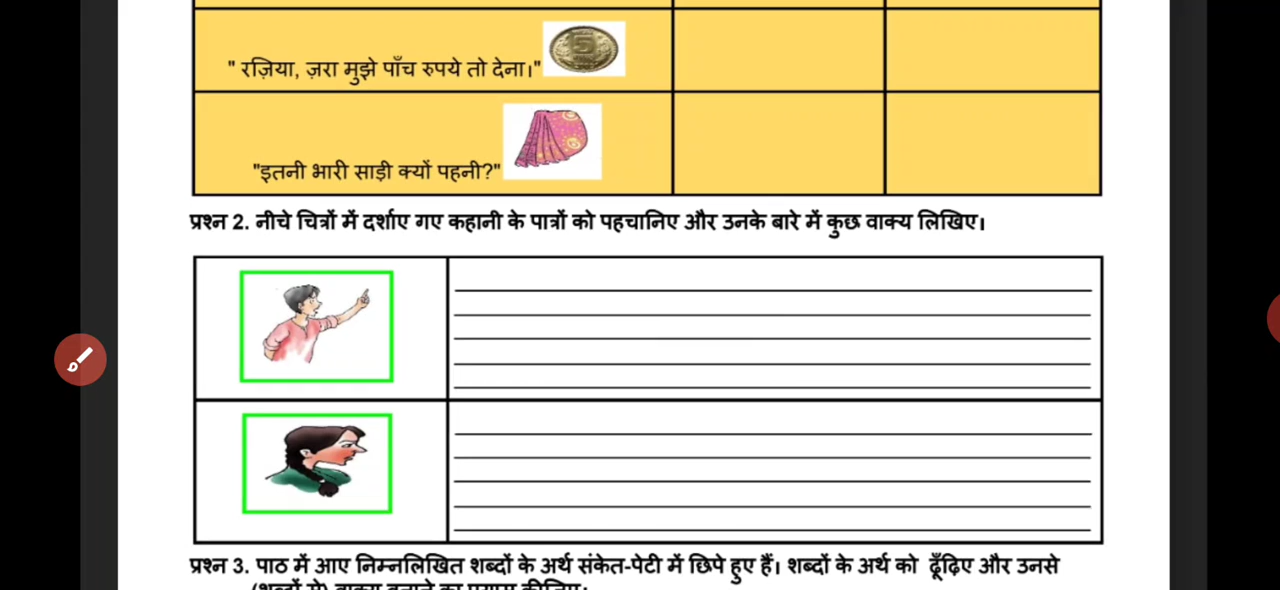 " रज़िया, ज़रा मुझे पाँच रुपये तो देना।"
5
"इतनी भारी साड़ी क्यों पहनी?"
प्रश्न 2. नीचे चित्रों में दर्शाए गए कहानी के पात्रों को पहचानिए और उनके बारे में कुछ वाक्य लिखिए।
प्रश्न 3. पाठ में आए निम्नलिखित शब्दों के अर्थ संकेत-पेटी में छिपे हुए हैं। शब्दों के अर्थ को ढूँढ़िए और उनसे